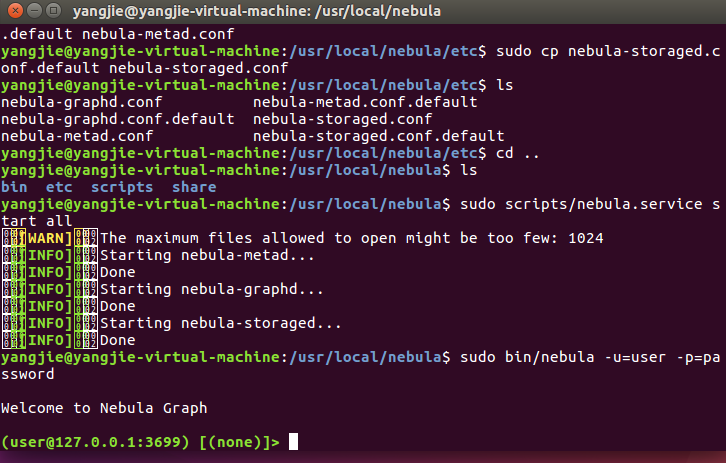 yangjie@yangjie-virtual-machine: /usr/local/nebula
.default nebula-metad.conf
yangjie@yangjie-virtual-machine:/usr/local/nebula/etc$ sudo cp nebula-storaged.c
onf.default nebula-storaged.conf
yangjie@yangjie-virtual-machine:/usr/local/nebula/etc$ ls
nebula-graphd.conf          nebula-metad.conf.default
nebula-graphd.conf.default  nebula-storaged.conf
nebula-metad.conf           nebula-storaged.conf.default
yangjie@yangjie-virtual-machine:/usr/local/nebula/etc$ cd ..
yangjie@yangjie-virtual-machine:/usr/local/nebula$ ls
bin  etc  scripts  share
yangjie@yangjie-virtual-machine:/usr/local/nebula$ sudo scripts/nebula.service s
tart all
[WARN] The maximum files allowed to open might be too few: 1024
[INFO] Starting nebula-metad...
[INFO] Done
[INFO] Starting nebula-graphd...
[INFO] Done
[INFO] Starting nebula-storaged...
[INFO] Done
yangjie@yangjie-virtual-machine:/usr/local/nebula$ sudo bin/nebula -u=user -p=pa
ssword
Welcome to Nebula Graph
(user@127.0.0.1:3699) [(none)]>